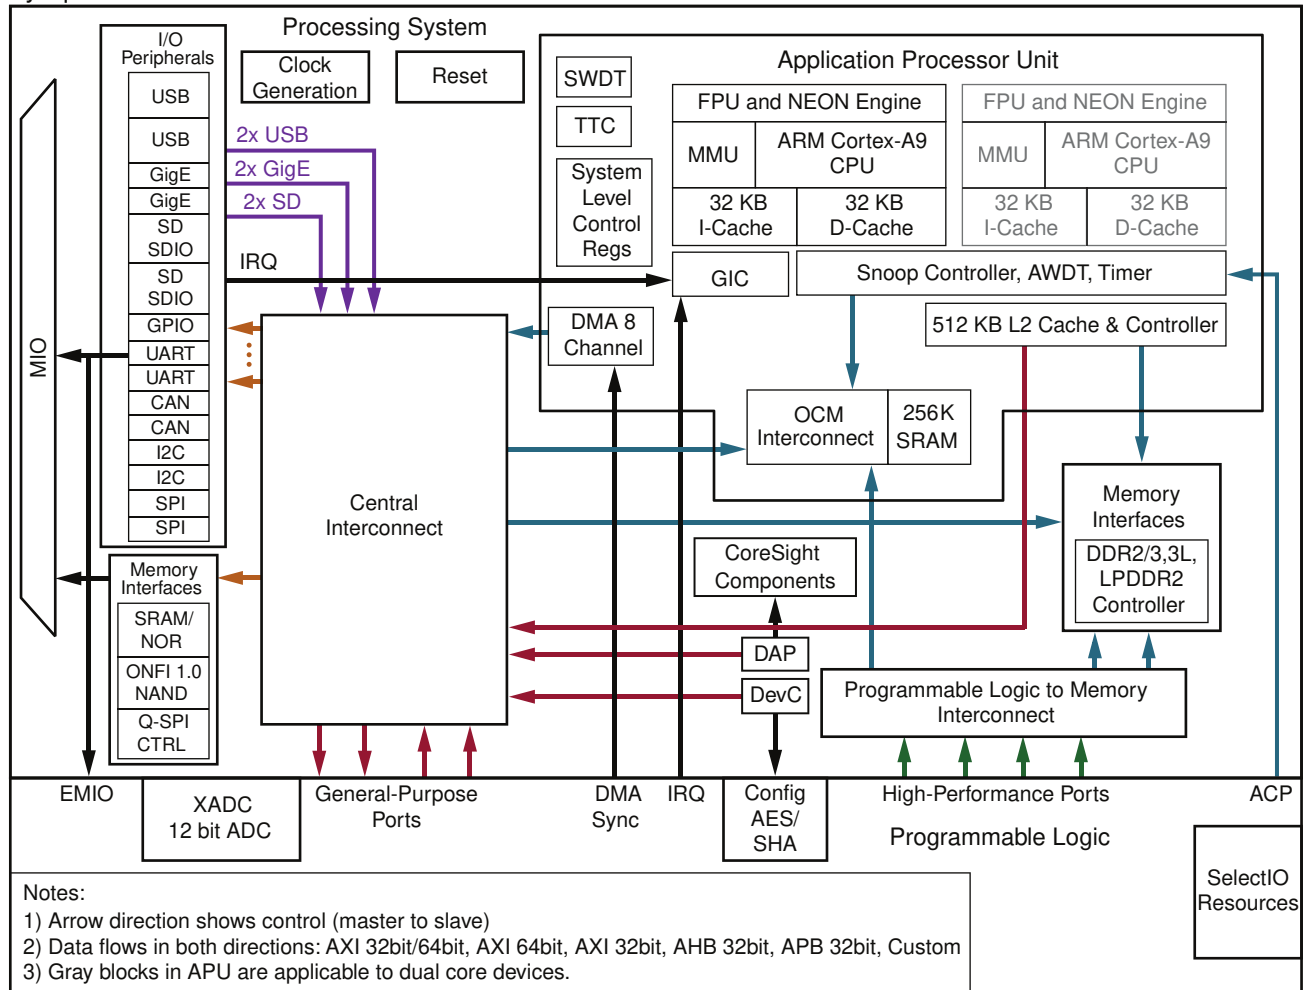 Processing System
I/O
Peripherals
USB
USB
GigE
GigE
SD
SDIO
SD
SDIO
GPIO
UART
UART
CAN
CAN
I2C
I2C
SPI
SPI
MIO
Clock
Generation
Reset
2x USB
2x GigE
2x SD
IRQ
Application Processor Unit
SWDT
TTC
System
Level
Control
Regs
FPU and NEON Engine
MMU
ARM Cortex-A9
CPU
32 KB
I-Cache
32 KB
D-Cache
FPU and NEON Engine
MMU
ARM Cortex-A9
CPU
32 KB
I-Cache
32 KB
D-Cache
GIC
Snoop Controller, AWDT, Timer
DMA 8
Channel
512 KB L2 Cache & Controller
OCM
Interconnect
256K
SRAM
Central
Interconnect
Memory
Interfaces
DDR2/3,3L,
LPDDR2
Controller
CoreSight
Components
DAP
DevC
Programmable Logic to Memory
Interconnect
Memory
Interfaces
SRAM/
NOR
ONFI 1.0
NAND
Q-SPI
CTRL
EMIO
XADC
12 bit ADC
General-Purpose
Ports
DMA
Sync
IRQ
Config
AES/
SHA
High-Performance Ports
ACP
Programmable Logic
SelectIO
Resources
Notes:
1) Arrow direction shows control (master to slave)
2) Data flows in both directions: AXI 32bit/64bit, AXI 64bit, AXI 32bit, AHB 32bit, APB 32bit, Custom
3) Gray blocks in APU are applicable to dual core devices.